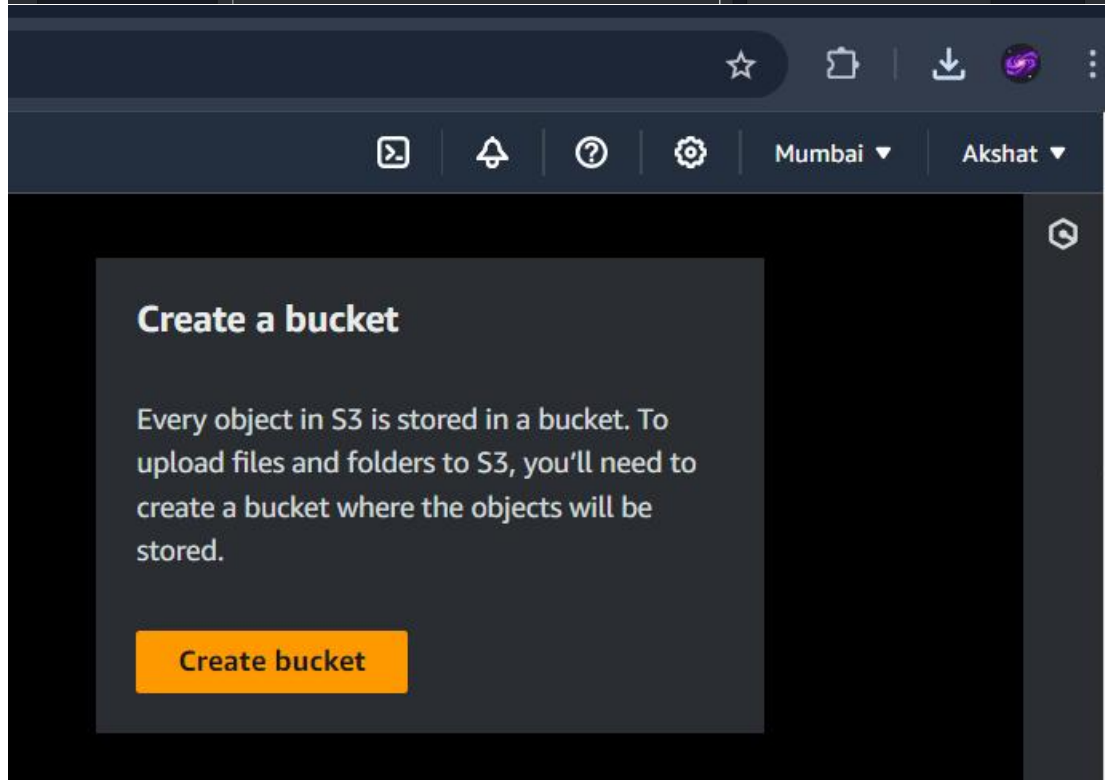 Mumbai ▼ Akshat ▼
Create a bucket
Every object in S3 is stored in a bucket. To
upload files and folders to S3, you'll need to
create a bucket where the objects will be
stored.
Create bucket